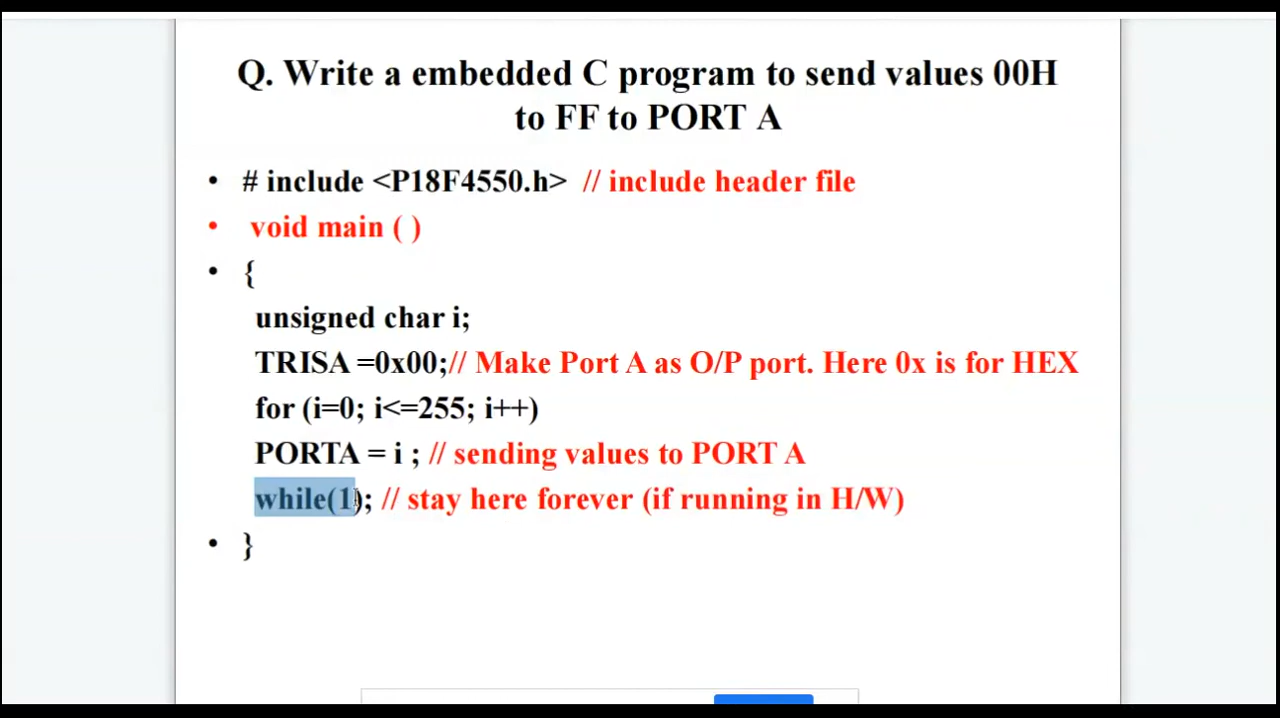 Q. Write a embedded C program to send values 00H
to FF to PORT A
• # include <P18F4550.h> // include header file
• void main ( )
• {
unsigned char i;
TRISA =0x00;// Make Port A as O/P port. Here 0x is for HEX
for (i=0; i<=255; i++)
PORTA = i ; // sending values to PORT A
while(1); // stay here forever (if running in H/W)
• }